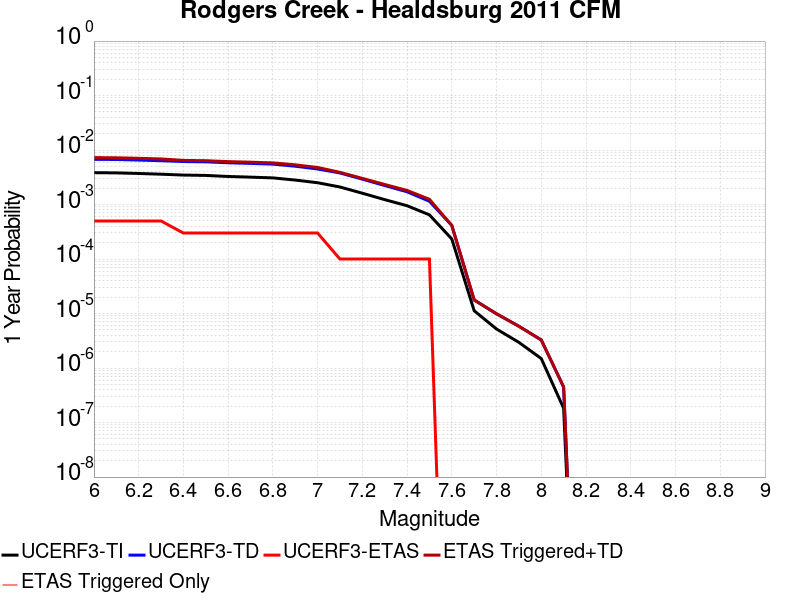 Rodgers Creek - Healdsburg 2011 CFM
10^0
10^-1
10^-2
10^-3
10^-4
10^-5
10^-6
10^-7
10^-8
1 Year Probability
6 6.2 6.4 6.6 6.8 7 7.2 7.4 7.6 7.8 8 8.2 8.4 8.6 8.8 9
Magnitude
UCERF3-TI UCERF3-TD UCERF3-ETAS ETAS Triggered+TD
ETAS Triggered Only